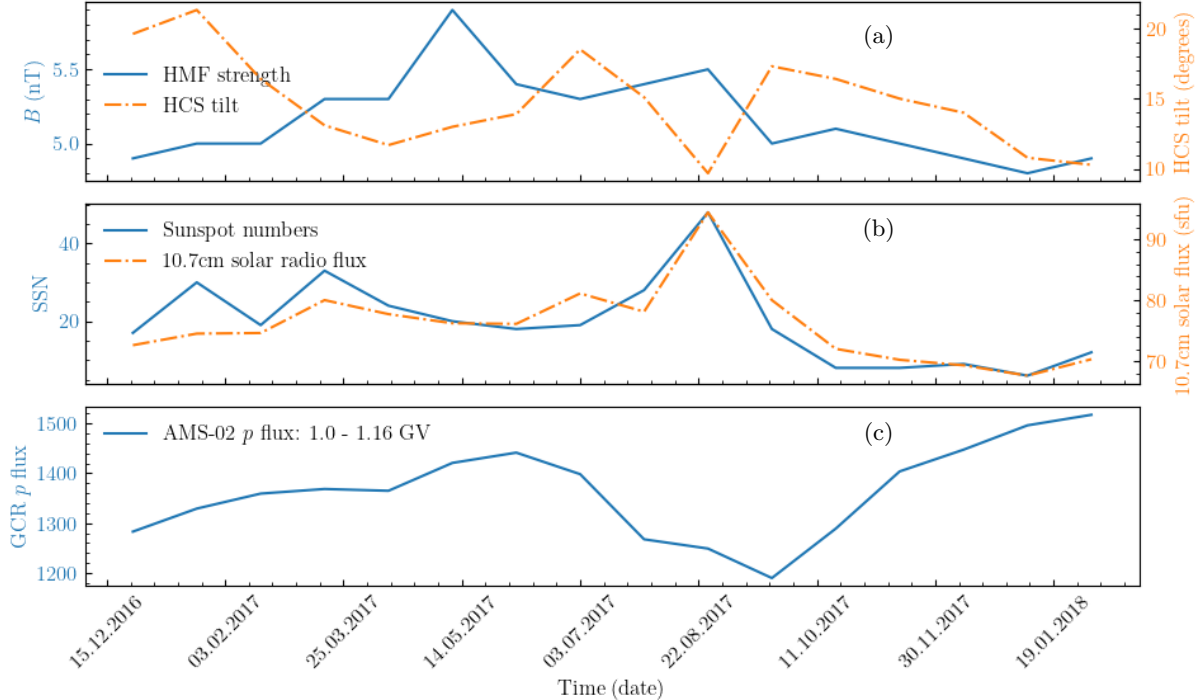 (a)
HMF strength
HCS tilt
5.5
5.0
B (nT)
20
15
10
HCS tilt (degrees)
(b)
Sunspot numbers
10.7cm solar radio flux
40
20
SSN
90
80
70
10.7cm solar flux (sfu)
(c)
AMS-02 p flux: 1.0 - 1.16 GV
1500
1400
1300
1200
GCR p flux
15.12.2016
03.02.2017
25.03.2017
14.05.2017
03.07.2017
22.08.2017
11.10.2017
30.11.2017
19.01.2018
Time (date)